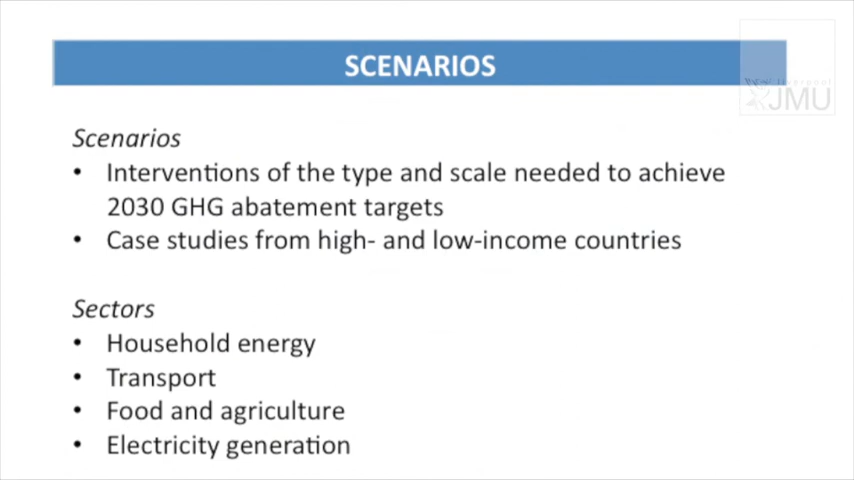 SCENARIOS
Liverpool
JMU
Scenarios
• Interventions of the type and scale needed to achieve
2030 GHG abatement targets
• Case studies from high- and low-income countries
Sectors
• Household energy
• Transport
• Food and agriculture
• Electricity generation